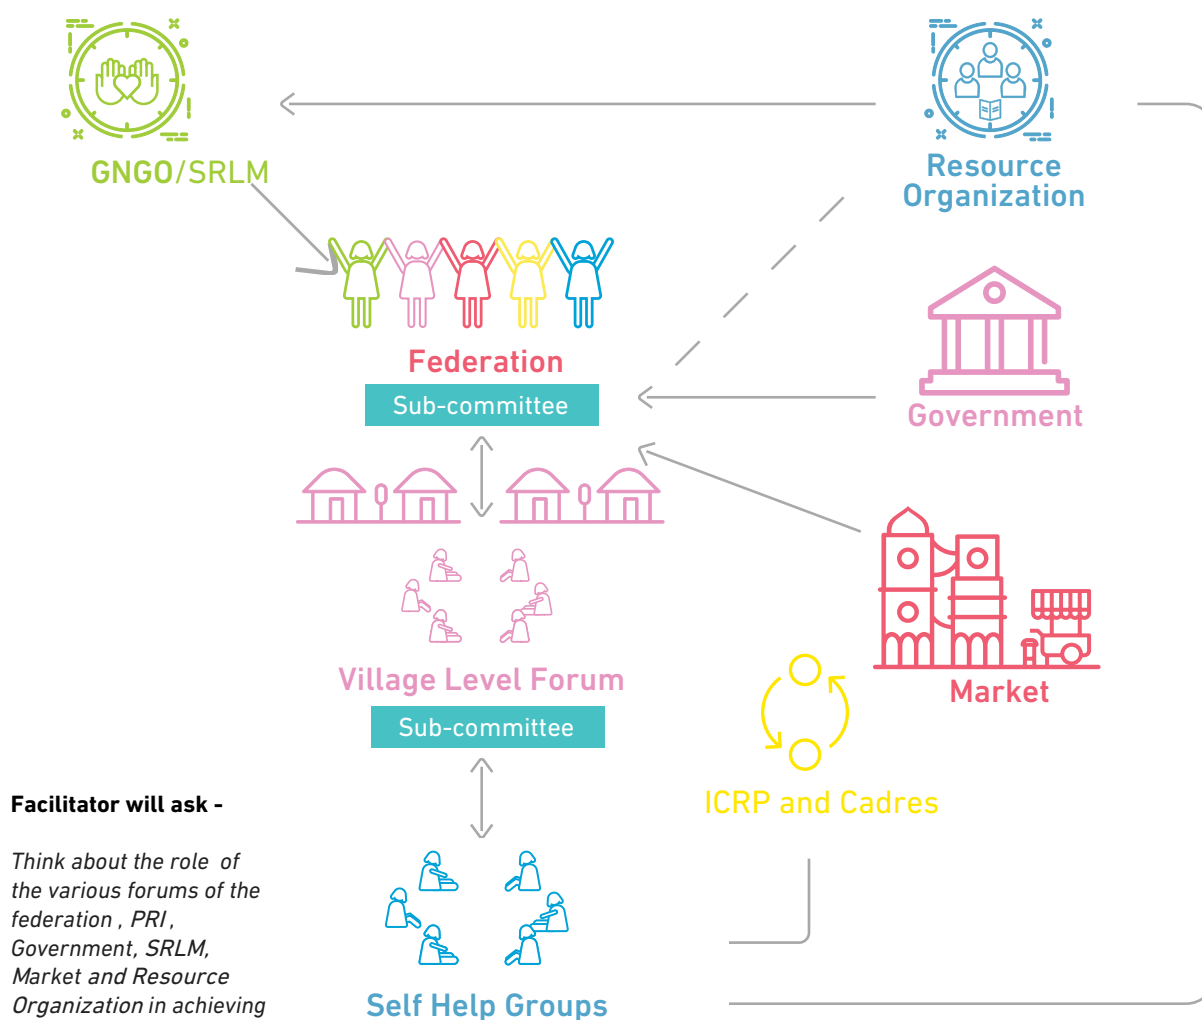 GNGO/SRLM
Resource
Organization
Federation
Sub-committee
Government
Village Level Forum
Sub-committee
Market
ICRP and Cadres
Facilitator will ask -
Think about the role of
the various forums of the
federation , PRI ,
Government, SRLM,
Market and Resource
Organization in achieving
Self Help Groups